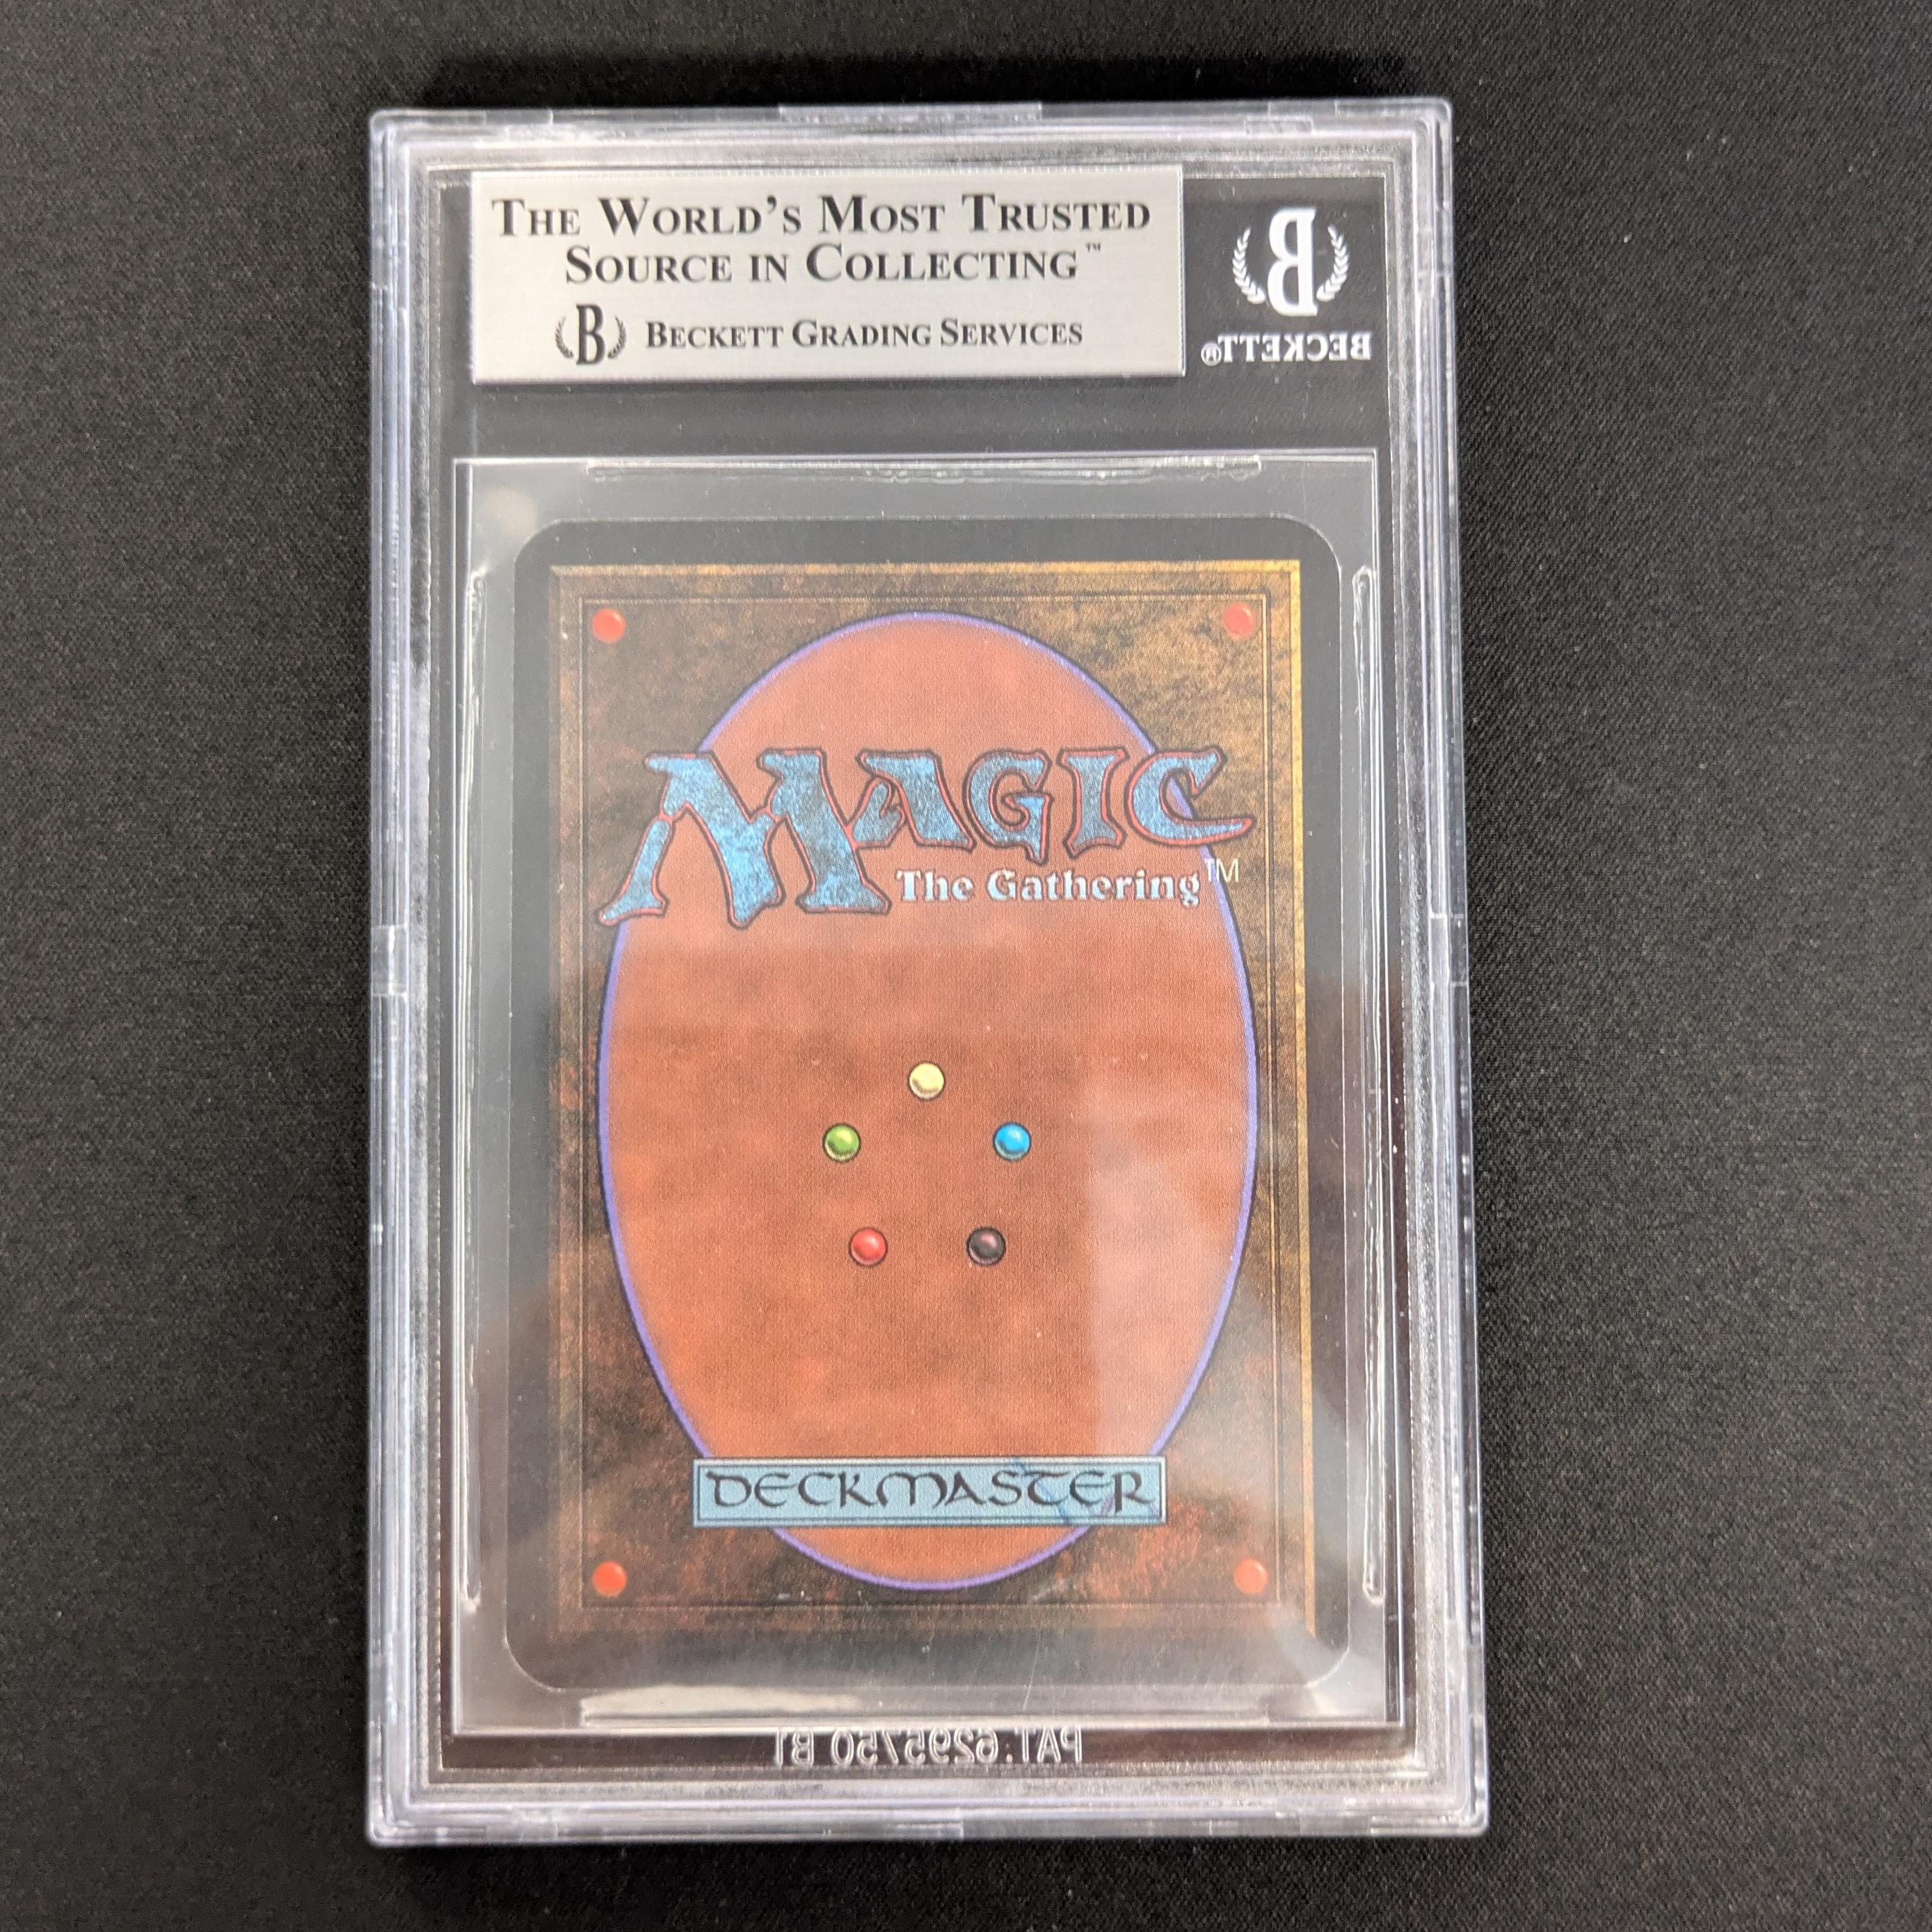 THE WORLD'S MOST TRUSTED
SOURCE IN COLLECTING™
B BECKETT GRADING SERVICES
B
BECKETT®
MAGIC
The Gathering™
DECKMASTER
PAT. 6295750 B1